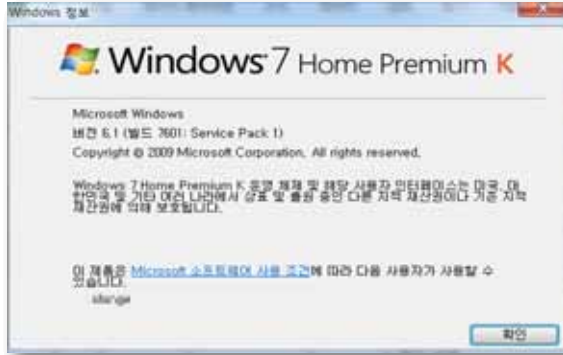 Windows 정보
Windows 7 Home Premium K
Microsoft Windows
버전 6.1 (빌드 7601: Service Pack 1)
Copyright © 2009 Microsoft Corporation. All rights reserved.
Windows 7 Home Premium K 운영 체제 및 해당 사용자 인터페이스는 미국, 대
한민국 및 기타 여러 나라에서 상표 및 출원 중인 다른 지적 재산권이나 기존 지적
재산권에 의해 보호됩니다.
이 제품은 Microsoft 소프트웨어 사용 조건에 따라 다음 사용자가 사용할 수
있습니다.
확인